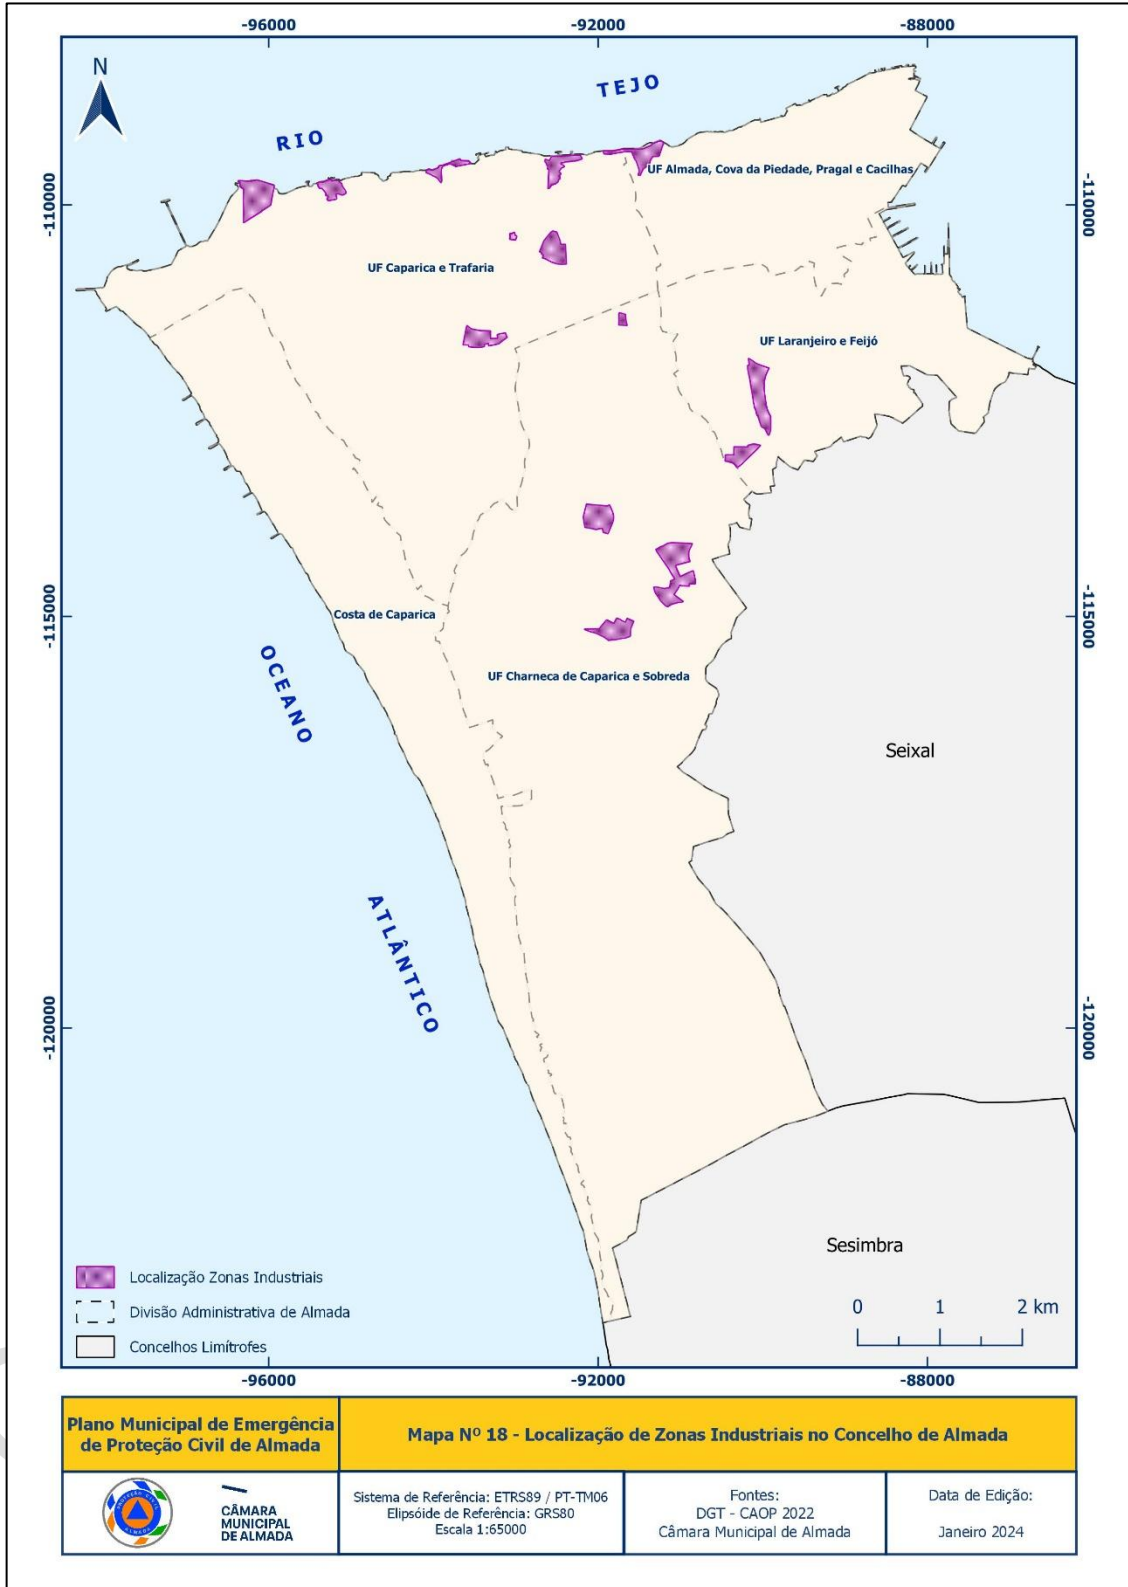 -96000
-92000
-88000
N
TEJO
RIO
UF Almada, Cova da Piedade, Pragal e Cacilhas
-110000
-110000
UF Caparica e Trafaria
UF Laranjeiro e Feijó
Costa de Caparica
-115000
-115000
OCEANO
UF Charneca de Caparica e Sobreda
Seixal
ATLÂNTICO
-120000
-120000
Sesimbra
Localização Zonas Industriais
Divisão Administrativa de Almada
Concelhos Limítrofes
0 1 2 km
-96000
-92000
-88000
Plano Municipal de Emergência
de Proteção Civil de Almada
Mapa Nº 18 - Localização de Zonas Industriais no Concelho de Almada
PROTEÇÃO CIVIL
ALMADA
CÂMARA
MUNICIPAL
DE ALMADA
Sistema de Referência: ETRS89 / PT-TM06
Elipsóide de Referência: GRS80
Escala 1:65000
Fontes:
DGT - CAOP 2022
Câmara Municipal de Almada
Data de Edição:
Janeiro 2024